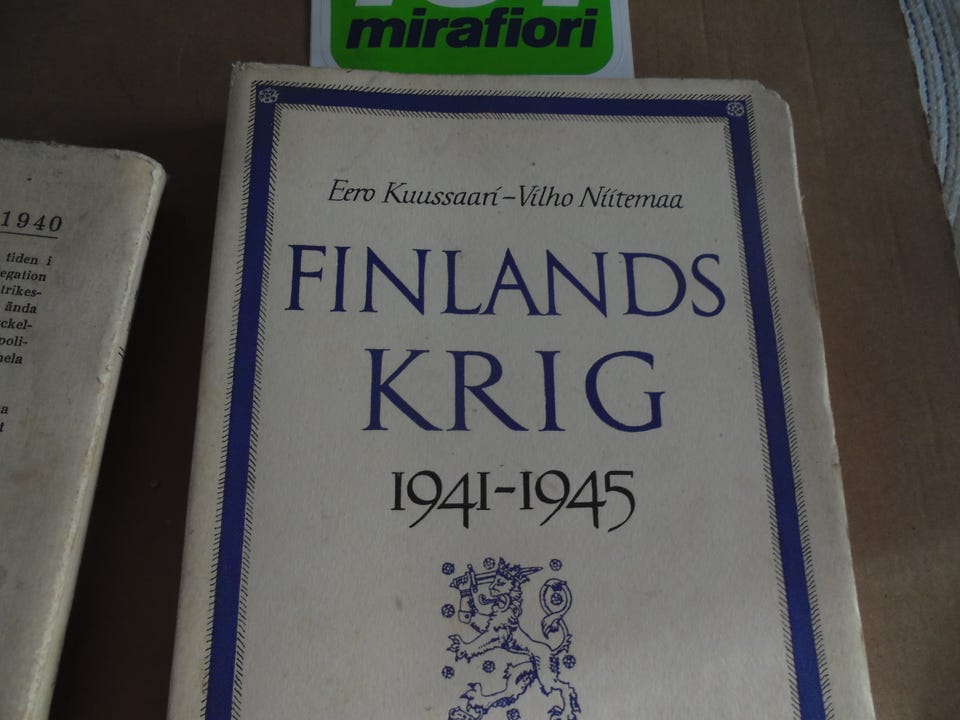 mirafiori
Eero Kuussaari-Vilho Niitemaa
FINLANDS
KRIG
1941-1945
1940
tiden i
egation
trikes-
ända
ckel-
poli-
hela